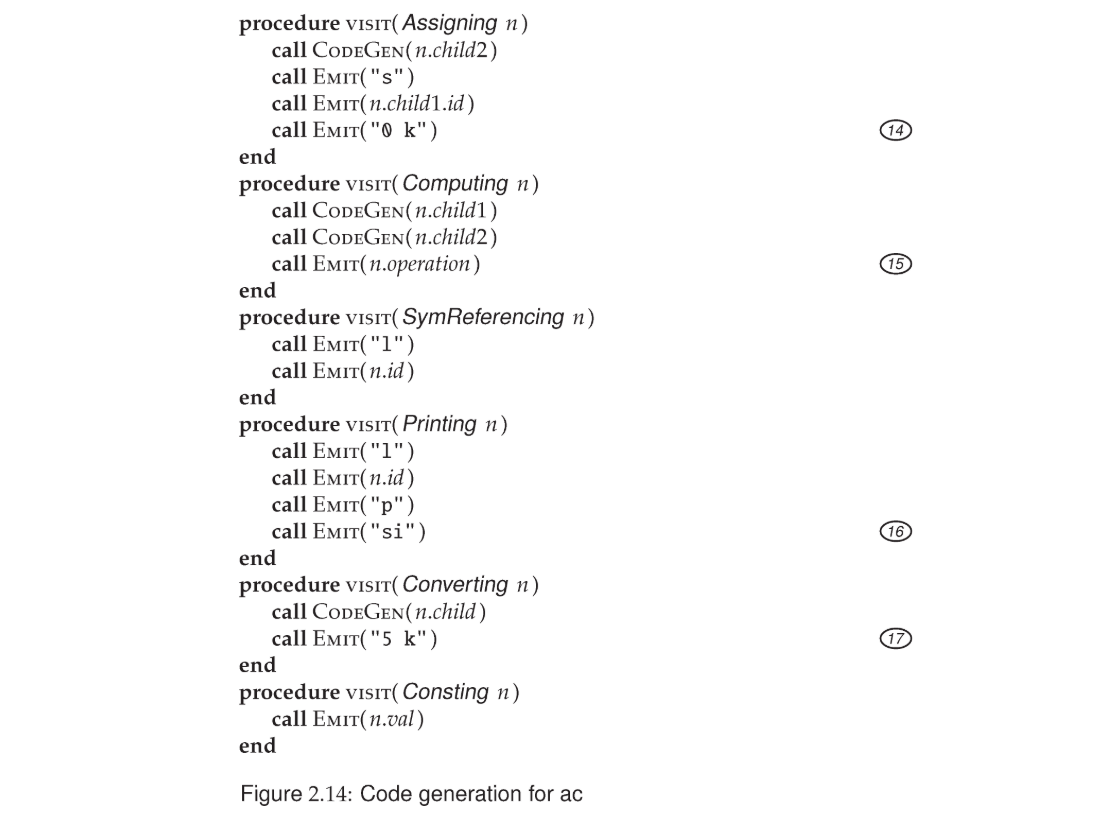 procedure VISIT( Assigning n )
call CODEGEN( n.child2 )
call EMIT( "s" )
call EMIT( n.child1.id )
call EMIT( "0 k" ) 14
end
procedure VISIT( Computing n )
call CODEGEN( n.child1 )
call CODEGEN( n.child2 )
call EMIT( n.operation ) 15
end
procedure VISIT( SymReferencing n )
call EMIT( "l" )
call EMIT( n.id )
end
procedure VISIT( Printing n )
call EMIT( "l" )
call EMIT( n.id )
call EMIT( "p" )
call EMIT( "si" ) 16
end
procedure VISIT( Converting n )
call CODEGEN( n.child )
call EMIT( "5 k" ) 17
end
procedure VISIT( Consting n )
call EMIT( n.val )
end
Figure 2.14: Code generation for ac